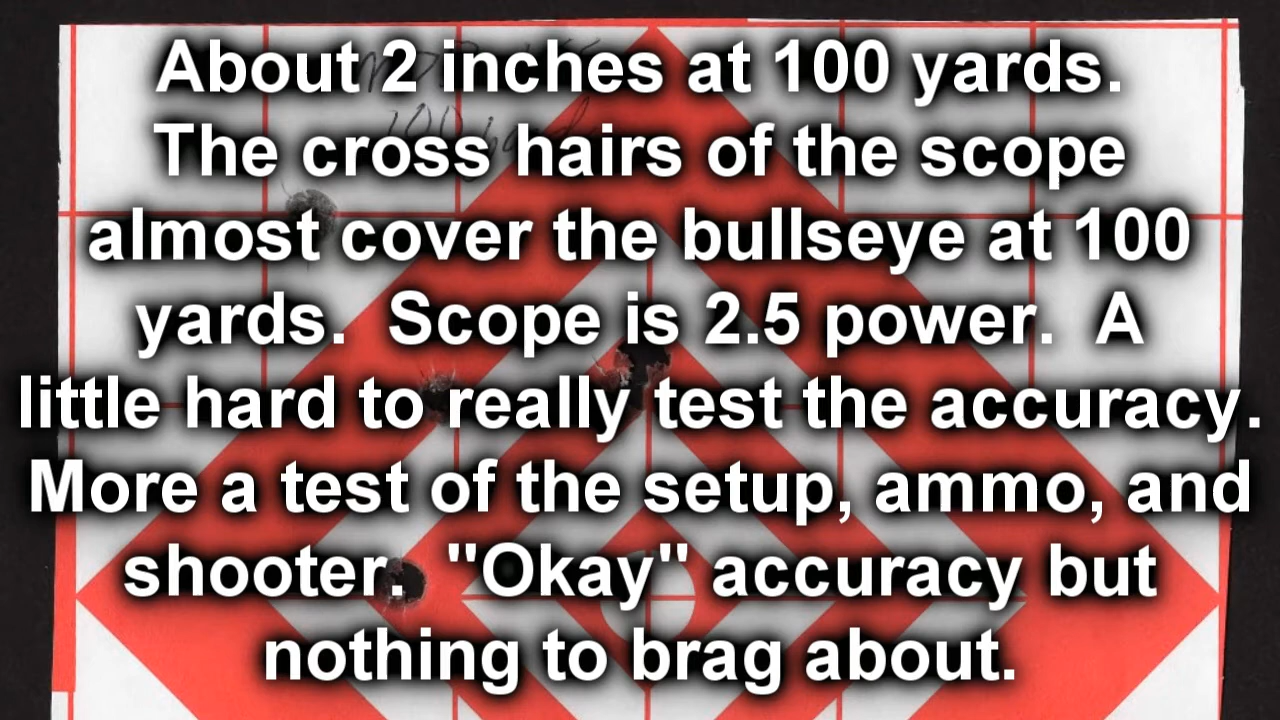 About 2 inches at 100 yards.
The cross hairs of the scope
almost cover the bullseye at 100
yards.  Scope is 2.5 power.  A
little hard to really test the accuracy.
More a test of the setup, ammo, and
shooter.  "Okay" accuracy but
nothing to brag about.
100 yards